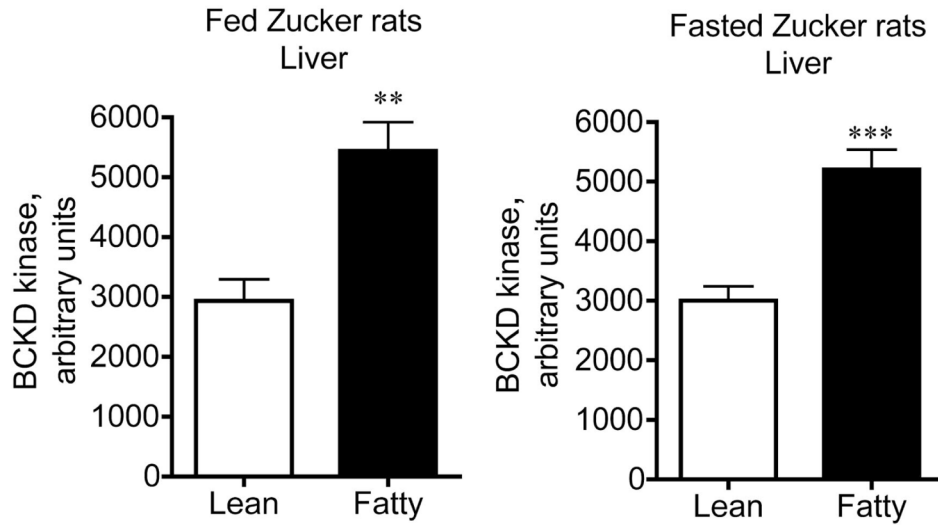 Fed Zucker rats
Liver
BCKD kinase,
arbitrary units
6000
5000
4000
3000
2000
1000
0
**
Lean
Fatty
Fasted Zucker rats
Liver
BCKD kinase,
arbitrary units
6000
5000
4000
3000
2000
1000
0
***
Lean
Fatty